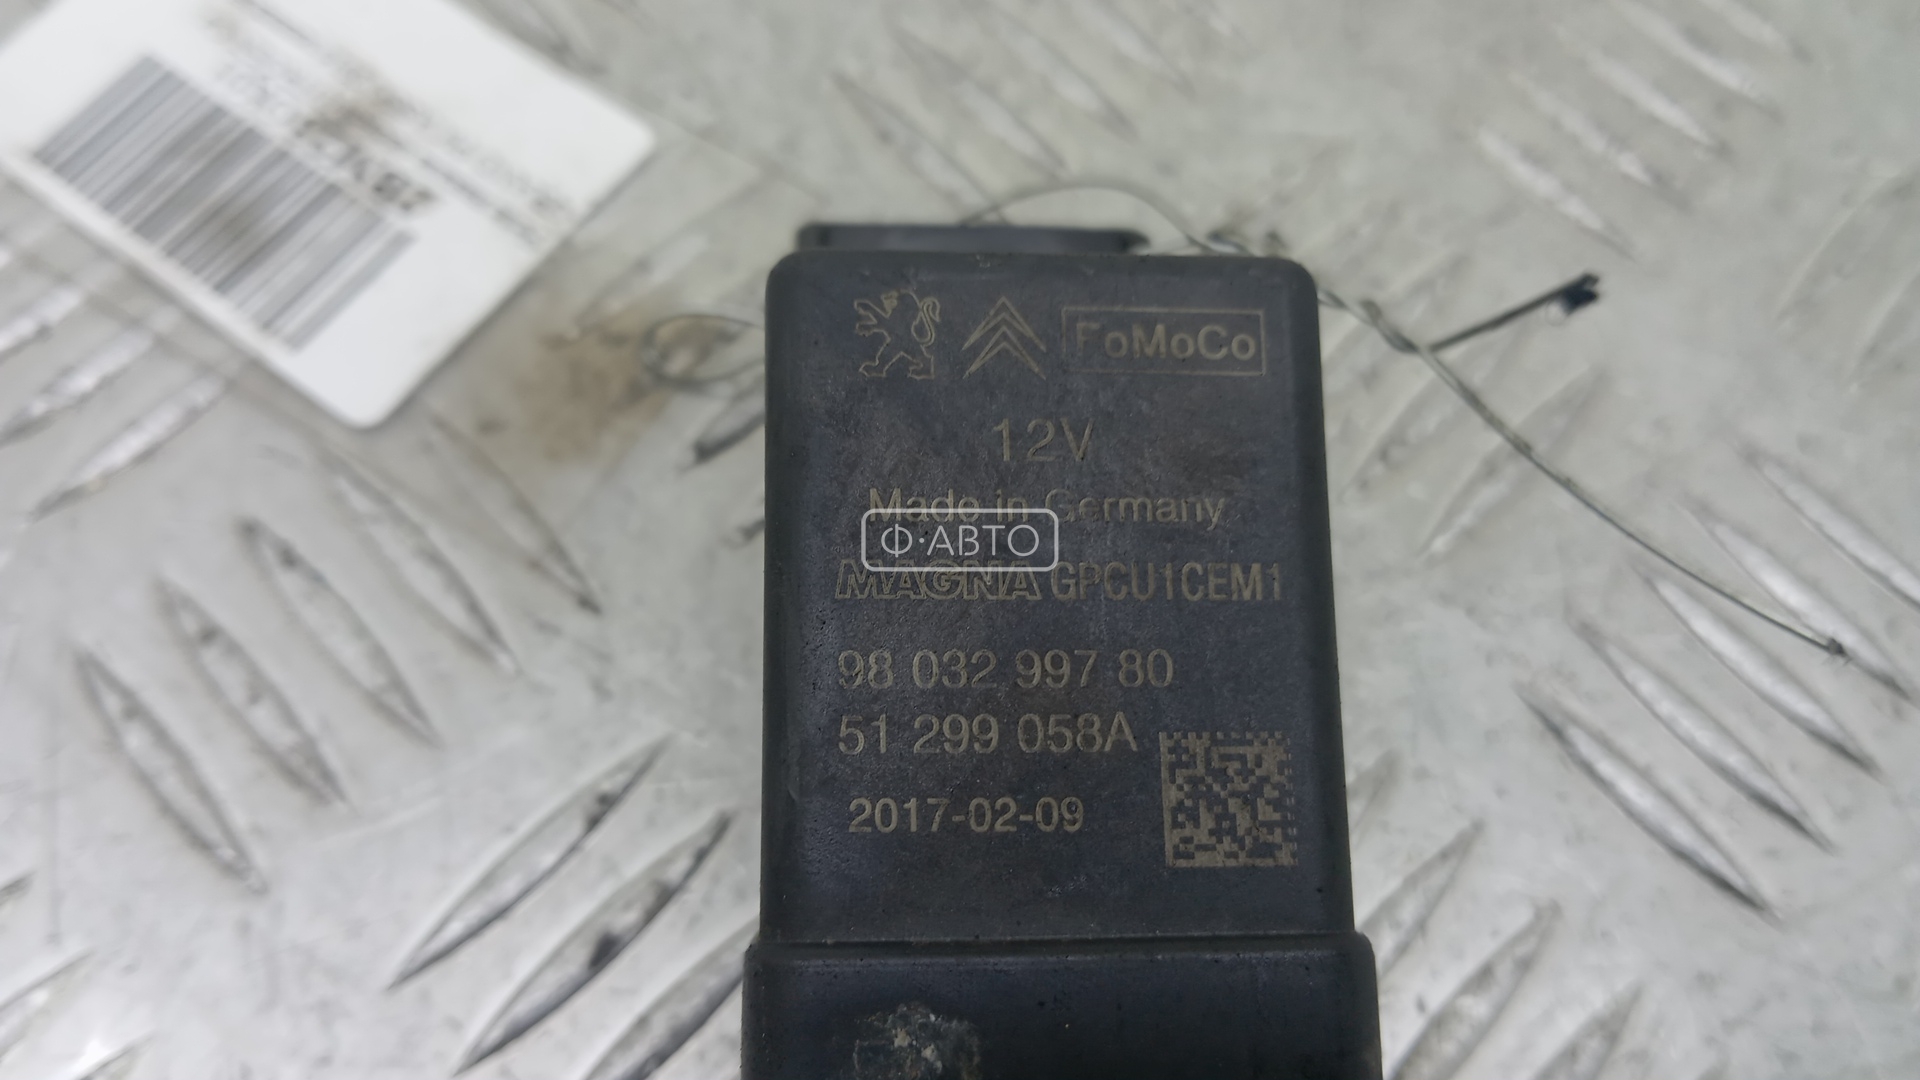 FoMoCo
12V
Made in Germany
Ф·АВТО
MAGNA GPCU1CEM1
98 032 997 80
51 299 058A
2017-02-09